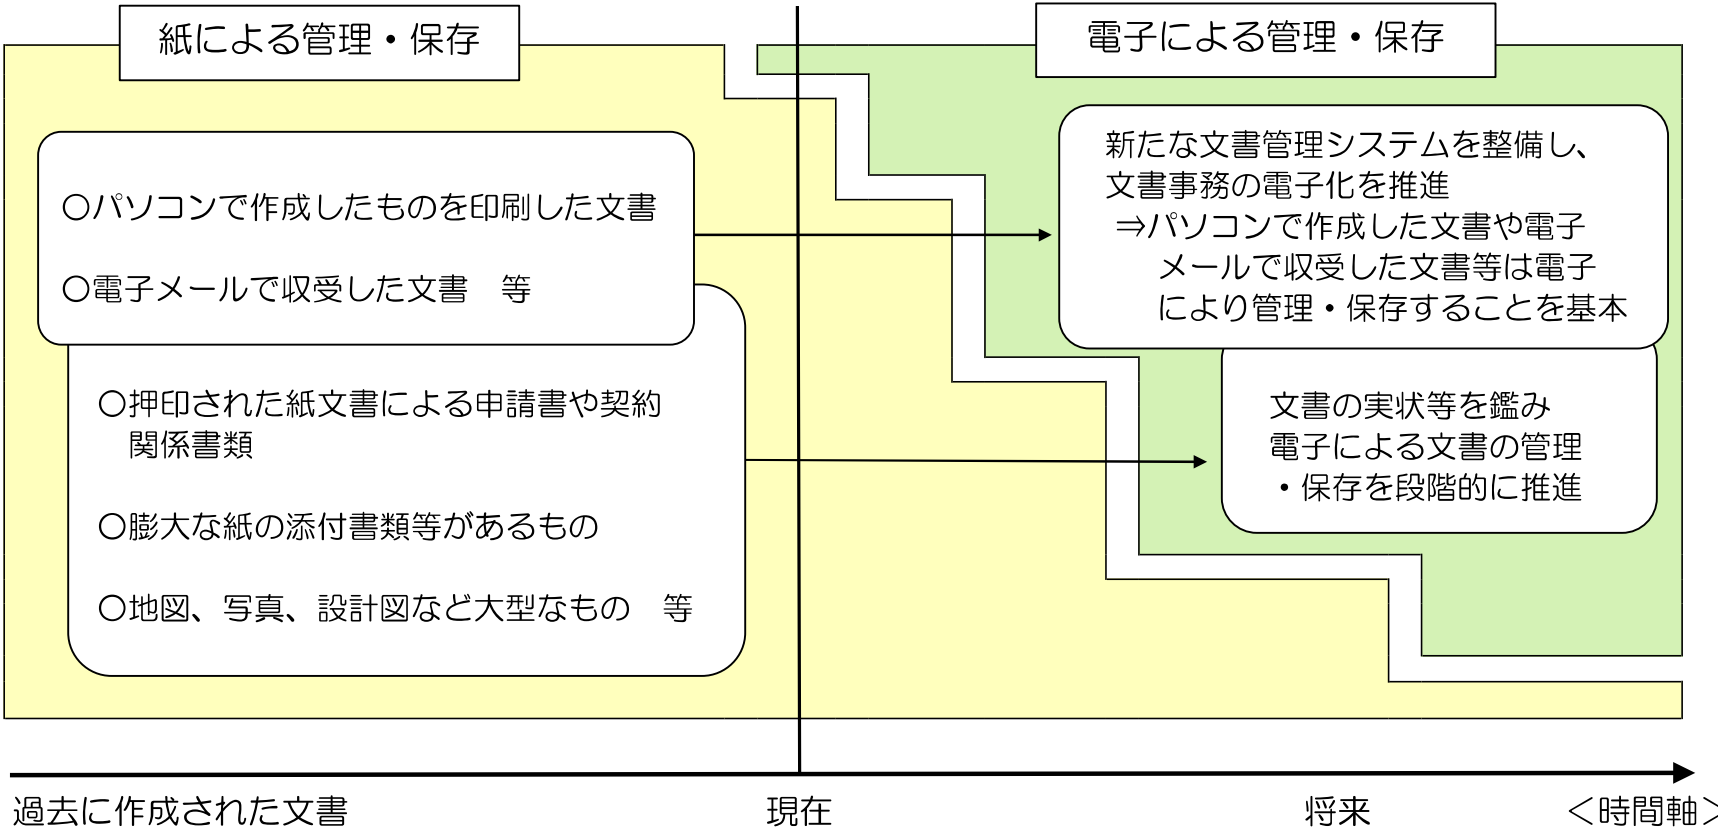 紙による管理・保存
電子による管理・保存
〇パソコンで作成したものを印刷した文書
〇電子メールで収受した文書　等
〇押印された紙文書による申請書や契約
関係書類
〇膨大な紙の添付書類等があるもの
〇地図、写真、設計図など大型なもの　等
新たな文書管理システムを整備し、
文書事務の電子化を推進
⇒パソコンで作成した文書や電子
メールで収受した文書等は電子
により管理・保存することを基本
文書の実状等を鑑み
電子による文書の管理
・保存を段階的に推進
過去に作成された文書
現在
将来
＜時間軸＞